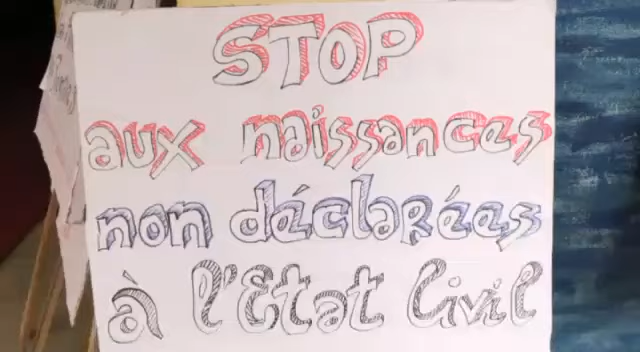 STOP
aux naissances
non déclarées
à l'Etat Civil